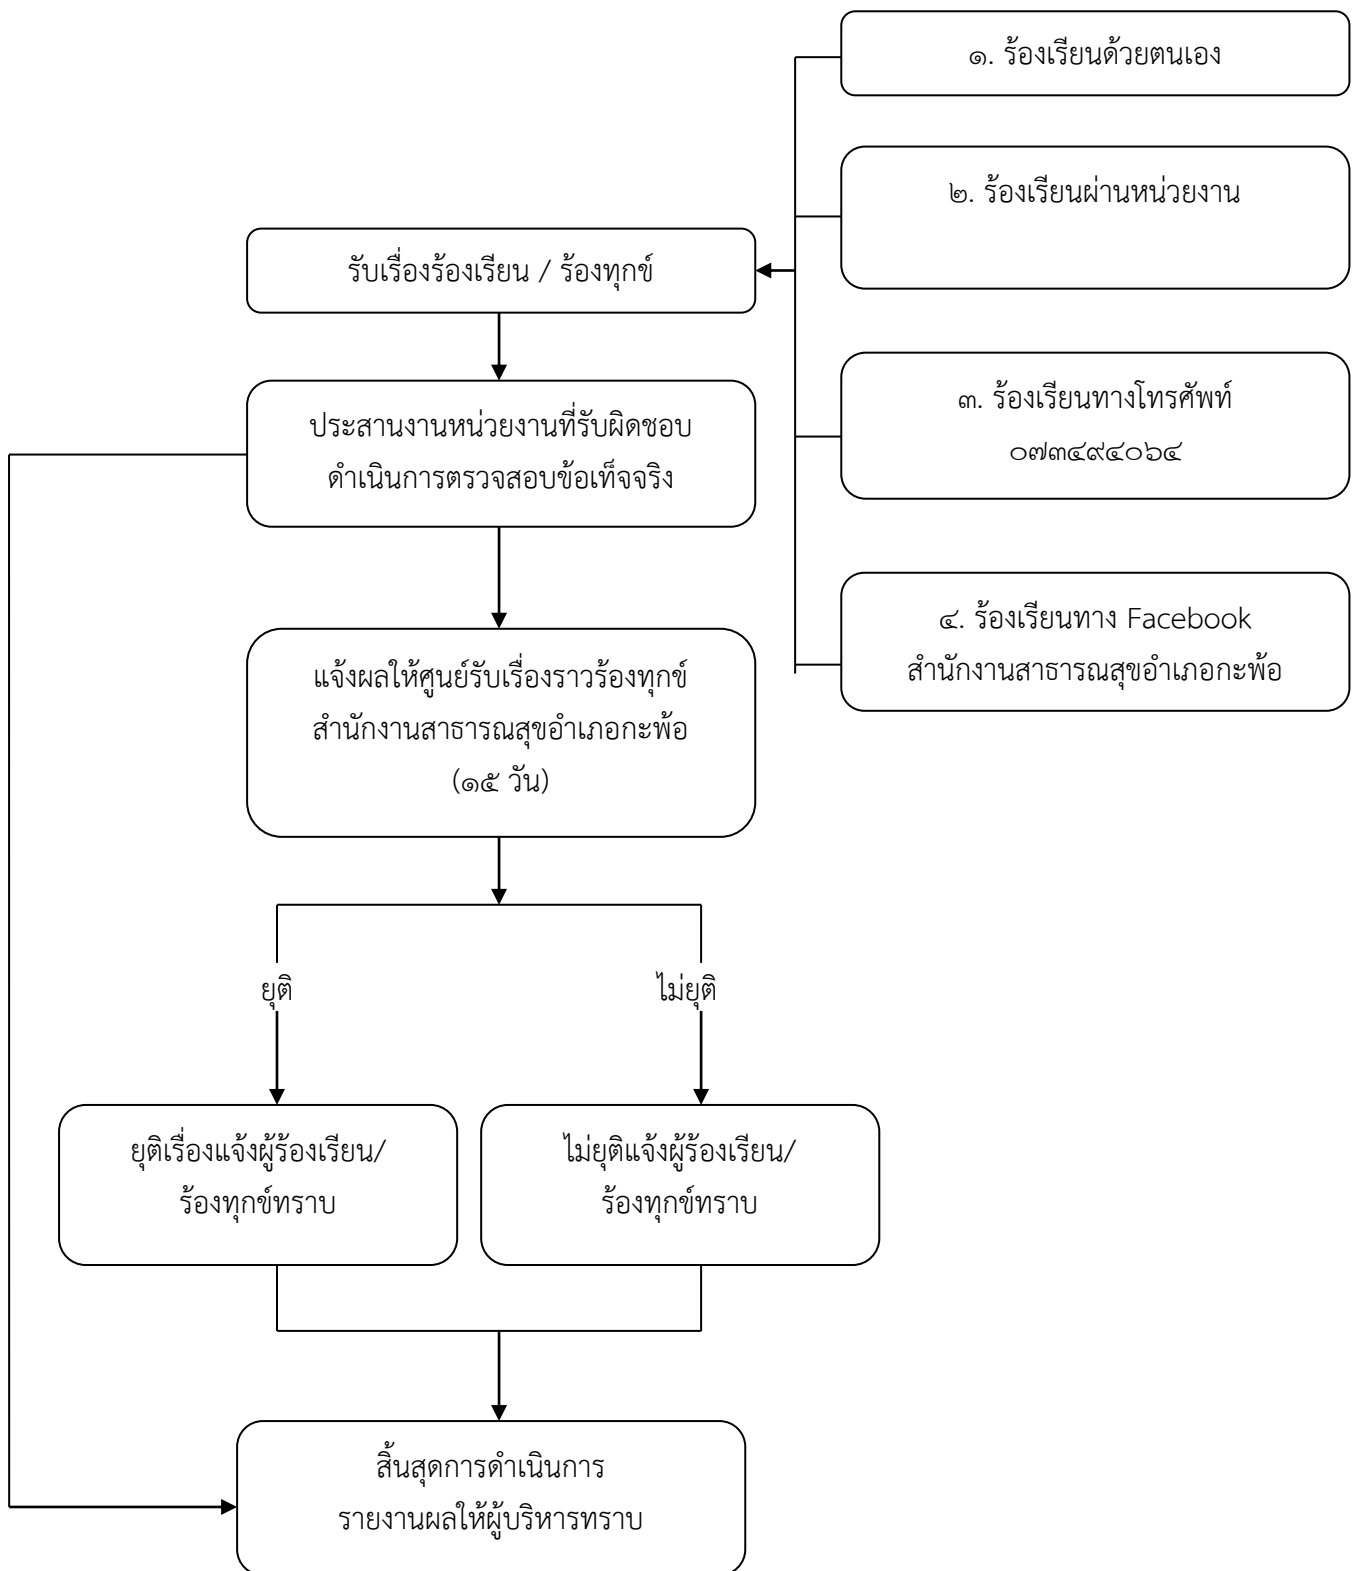 ๑. ร้องเรียนด้วยตนเอง
๒. ร้องเรียนผ่านหน่วยงาน
รับเรื่องร้องเรียน / ร้องทุกข์
๓. ร้องเรียนทางโทรศัพท์
๐๗๓๔๙๔๐๖๔
ประสานงานหน่วยงานที่รับผิดชอบ
ดำเนินการตรวจสอบข้อเท็จจริง
๔. ร้องเรียนทาง Facebook
สำนักงานสาธารณสุขอำเภอกะพ้อ
แจ้งผลให้ศูนย์รับเรื่องราวร้องทุกข์
สำนักงานสาธารณสุขอำเภอกะพ้อ
(๑๕ วัน)
ยุติ
ไม่ยุติ
ยุติเรื่องแจ้งผู้ร้องเรียน/
ร้องทุกข์ทราบ
ไม่ยุติแจ้งผู้ร้องเรียน/
ร้องทุกข์ทราบ
สิ้นสุดการดำเนินการ
รายงานผลให้ผู้บริหารทราบ